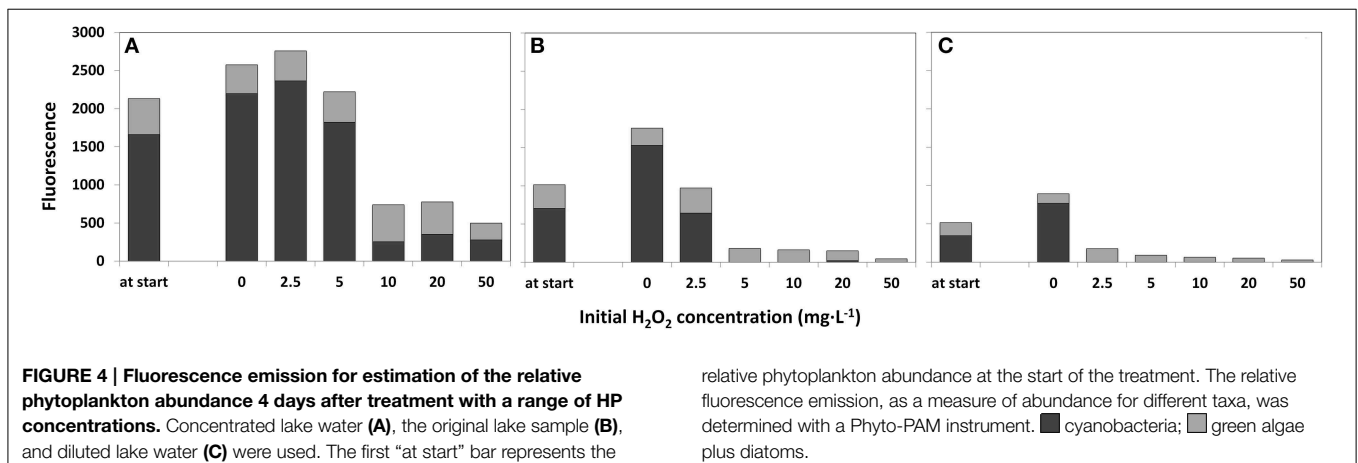 3000
2500
2000
1500
1000
500
0
Fluorescence
A
B
C
at start 0 2.5 5 10 20 50
at start 0 2.5 5 10 20 50
at start 0 2.5 5 10 20 50
Initial H₂O₂ concentration (mg·L⁻¹)
FIGURE 4 | Fluorescence emission for estimation of the relative
phytoplankton abundance 4 days after treatment with a range of HP
concentrations. Concentrated lake water (A), the original lake sample (B),
and diluted lake water (C) were used. The first “at start” bar represents the
relative phytoplankton abundance at the start of the treatment. The relative
fluorescence emission, as a measure of abundance for different taxa, was
determined with a Phyto-PAM instrument. cyanobacteria; green algae
plus diatoms.